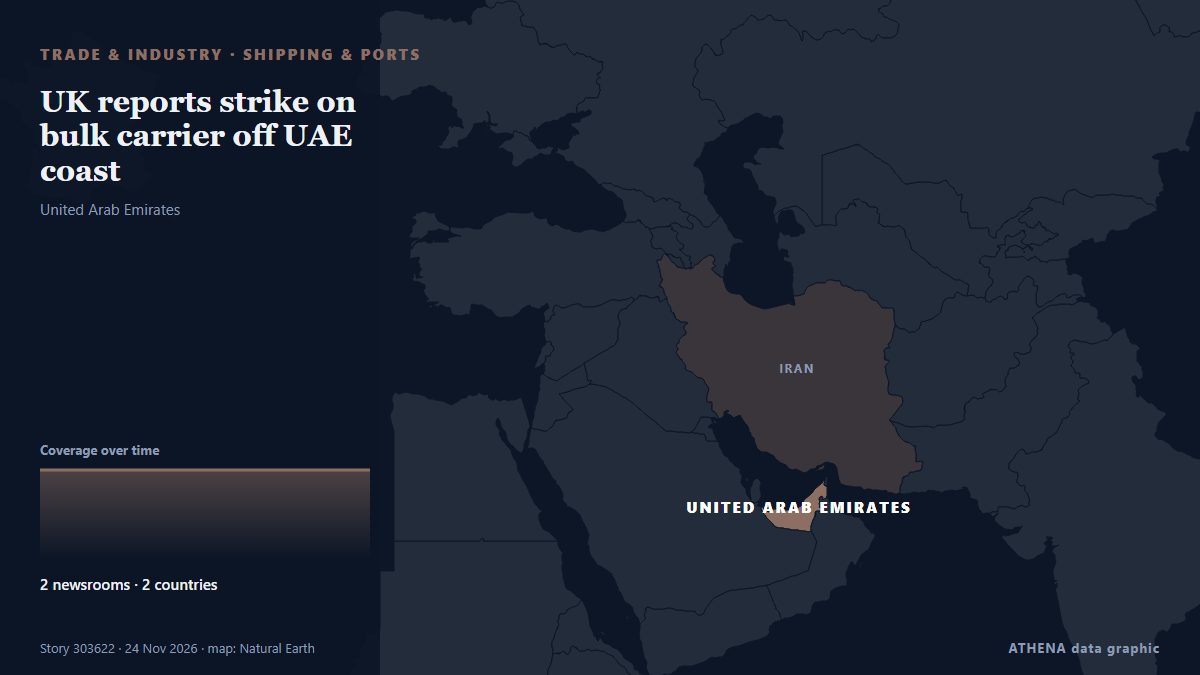 TRADE & INDUSTRY · SHIPPING & PORTS
UK reports strike on
bulk carrier off UAE
coast
United Arab Emirates
IRAN
Coverage over time
UNITED ARAB EMIRATES
2 newsrooms · 2 countries
Story 303622 · 24 Nov 2026 · map: Natural Earth
ATHENA data graphic